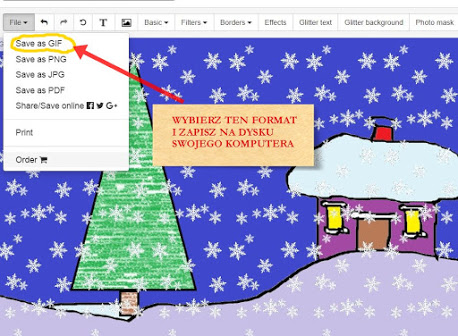 File Basic Filters Borders Effects Glitter text Glitter background Photo mask
Save as GIF
Save as PNG
Save as JPG
Save as PDF
Share/Save online
Print
Order
WYBIERZ TEN FORMAT
I ZAPISZ NA DYSKU
SWOJEGO KOMPUTERA